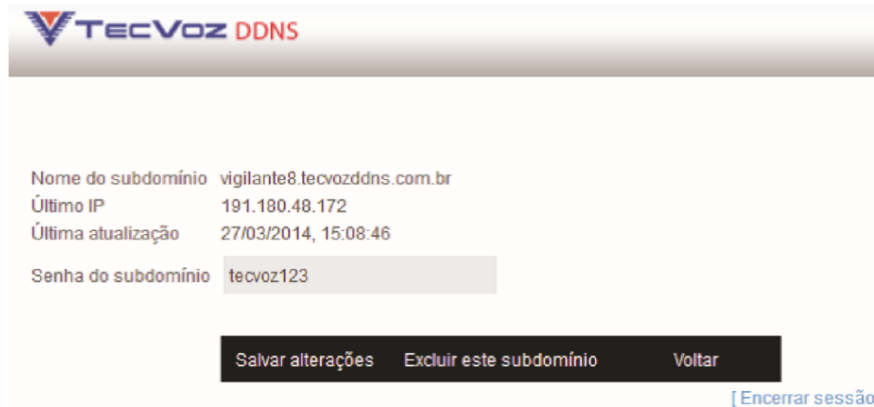 TECVOZ DDNS
Nome do subdomínio vigilante8.tecvozddns.com.br
Último IP 191.180.48.172
Última atualização 27/03/2014, 15:08:46
Senha do subdomínio tecvoz123
Salvar alterações Excluir este subdomínio Voltar
[ Encerrar sessão